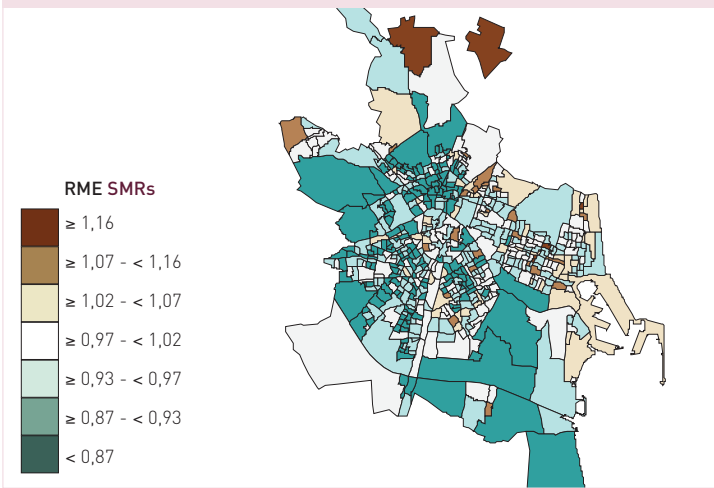 RME SMRs
≥ 1,16
≥ 1,07 - < 1,16
≥ 1,02 - < 1,07
≥ 0,97 - < 1,02
≥ 0,93 - < 0,97
≥ 0,87 - < 0,93
< 0,87